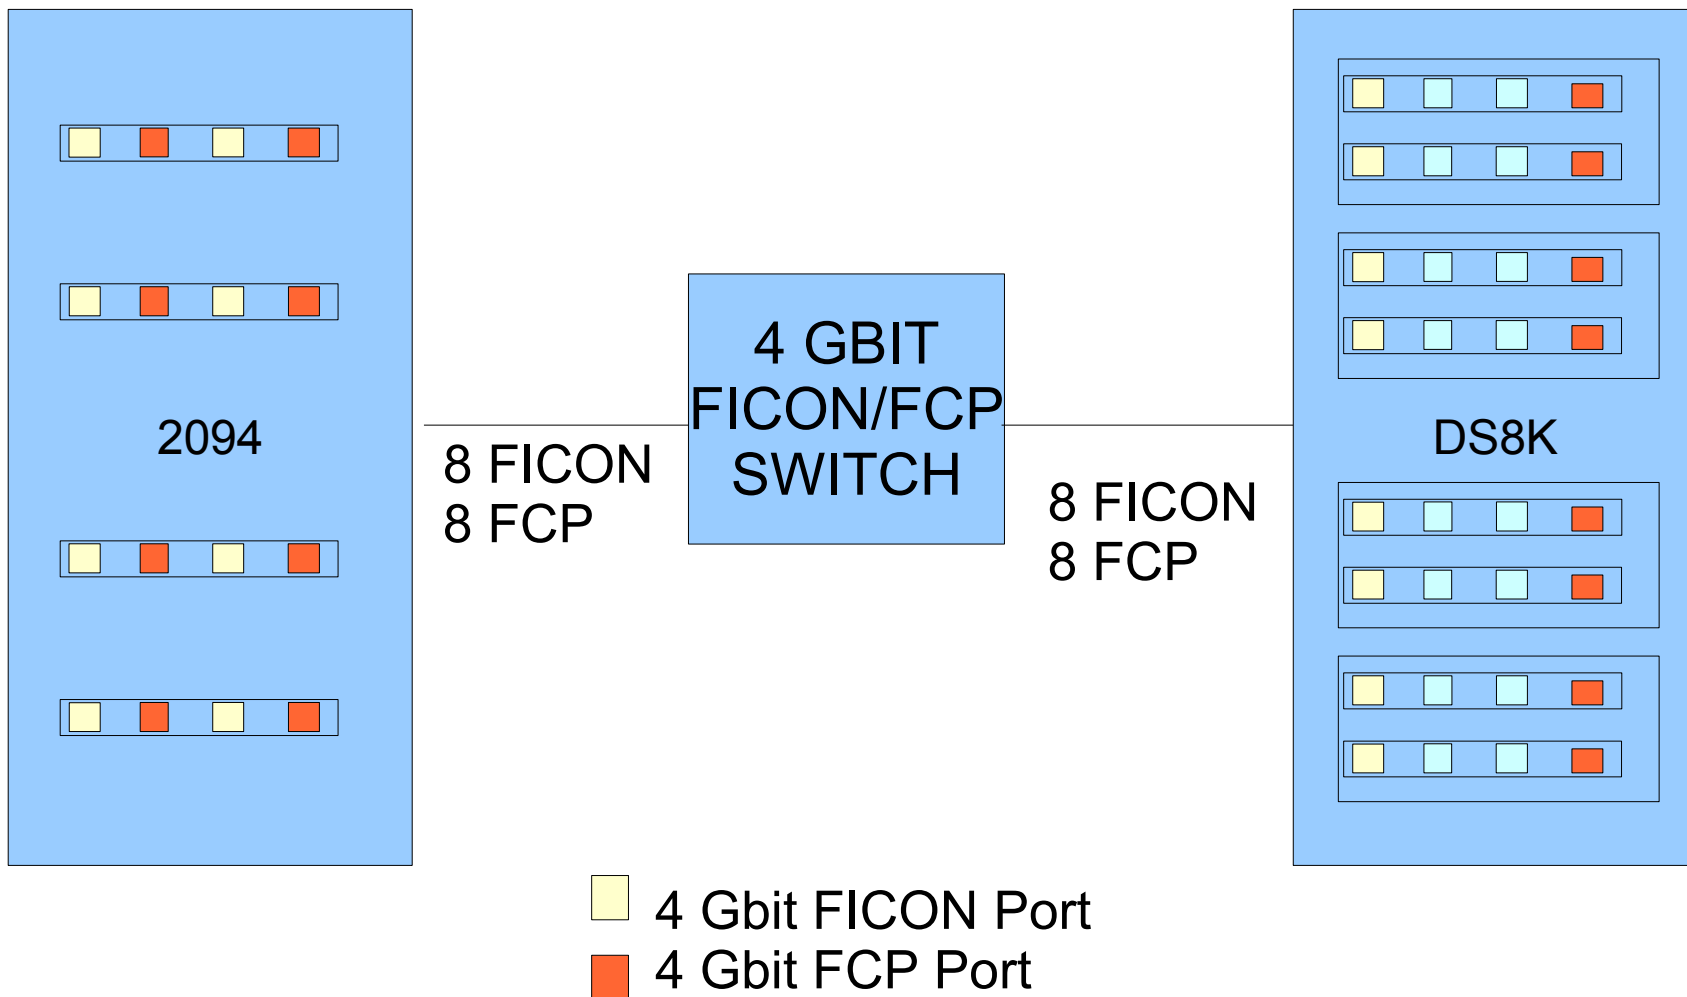 2094
8 FICON
8 FCP
4 GBIT
FICON/FCP
SWITCH
8 FICON
8 FCP
DS8K
4 Gbit FICON Port
4 Gbit FCP Port